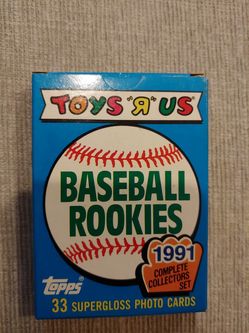 TOYS "R" US
BASEBALL
ROOKIES
1991
COMPLETE
COLLECTORS
SET
Topps
33 SUPERGLOSS PHOTO CARDS